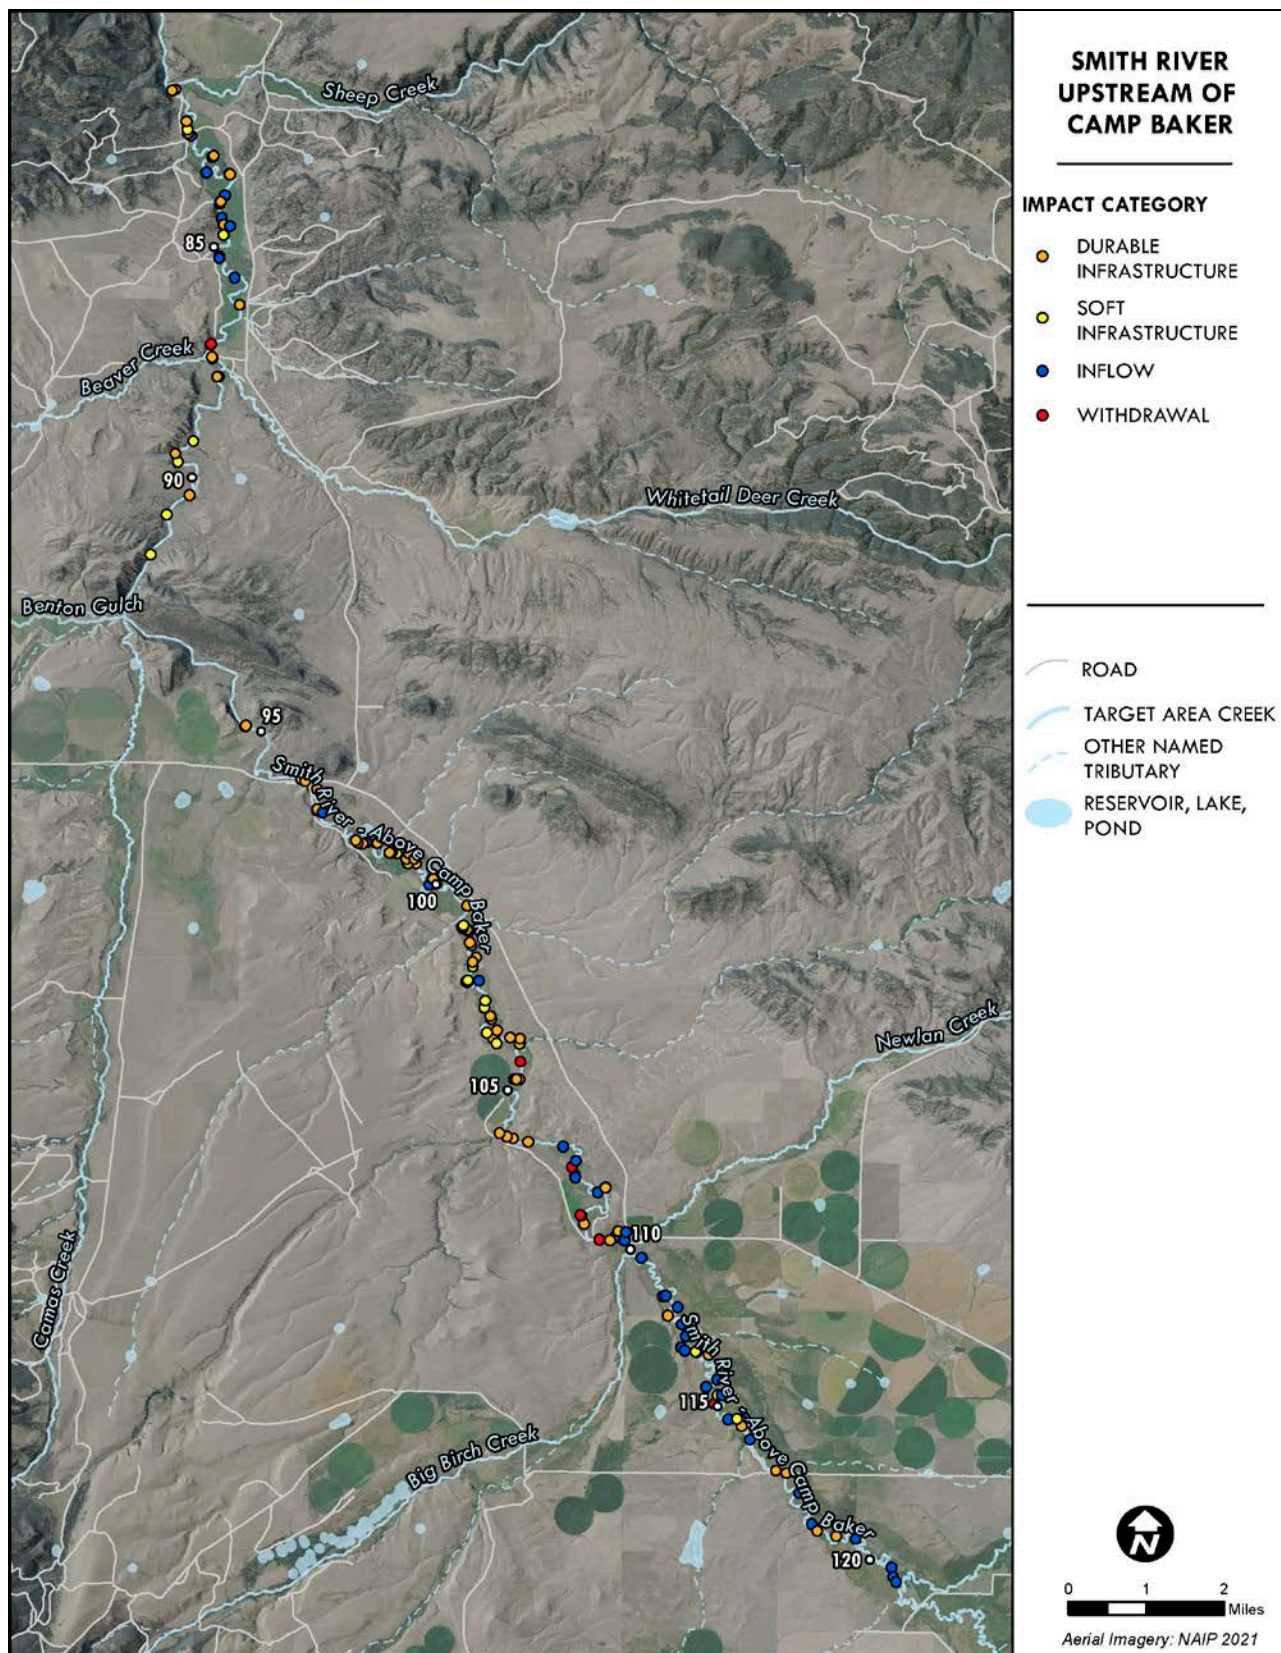 Sheep Creek
85
Beaver Creek
90
Whitetail Deer Creek
Benton Gulch
95
Smith River - Above Camp Baker
100
Newlan Creek
105
110
Camas Creek
Smith River - Above Camp Baker
115
Big Birch Creek
120
SMITH RIVER
UPSTREAM OF
CAMP BAKER
IMPACT CATEGORY
DURABLE
INFRASTRUCTURE
SOFT
INFRASTRUCTURE
INFLOW
WITHDRAWAL
ROAD
TARGET AREA CREEK
OTHER NAMED
TRIBUTARY
RESERVOIR, LAKE,
POND
N
0 1 2
Miles
Aerial Imagery: NAIP 2021